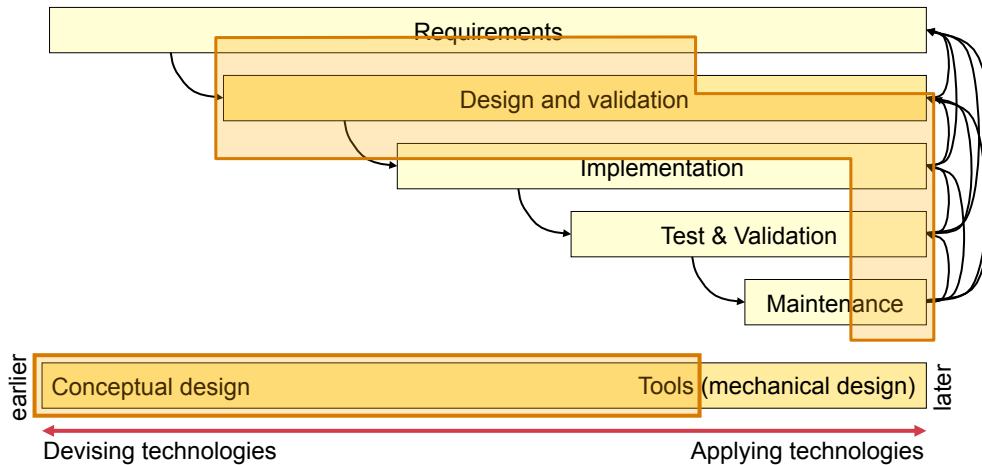 Requirements
Design and validation
Implementation
Test & Validation
Maintenance
earlier
Conceptual design
Tools (mechanical design)
later
Devising technologies
Applying technologies